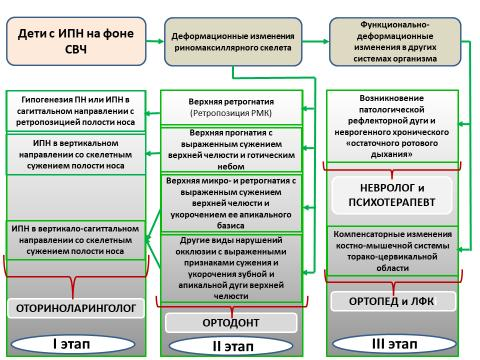 Дети с ИПН на фоне
СВЧ
Деформационные изменения
риномаксиллярного скелета
Функционально-
деформационные
изменения в других
системах организма
Гипогенезия ПН или ИПН в
сагиттальном направлении с
ретропозицией полости носа
ИПН в вертикальном
направлении со скелетным
сужением полости носа
ИПН в вертикало-сагиттальном
направлении со скелетным
сужением полости носа
ОТОРИНОЛАРИНГОЛОГ
I этап
Верхняя ретрогнатия
(Ретропозиция РМК)
Верхняя прогнатия с
выраженным сужением
верхней челюсти и готическим
небом
Верхняя микро- и ретрогнатия с
выраженным сужением
верхней челюсти и
укорочением ее апикального
базиса
Другие виды нарушений
окклюзии с выраженными
признаками сужения и
укорочения зубной и
апикальной дуги верхней
челюсти
ОРТОДОНТ
II этап
Возникновение
патологической
рефлекторной дуги и
неврогенного хронического
«остаточного ротового
дыхания»
НЕВРОЛОГ и
ПСИХОТЕРАПЕВТ
Компенсаторные изменения
костно-мышечной системы
торако-цервикальной
области
ОРТОПЕД и ЛФК
III этап